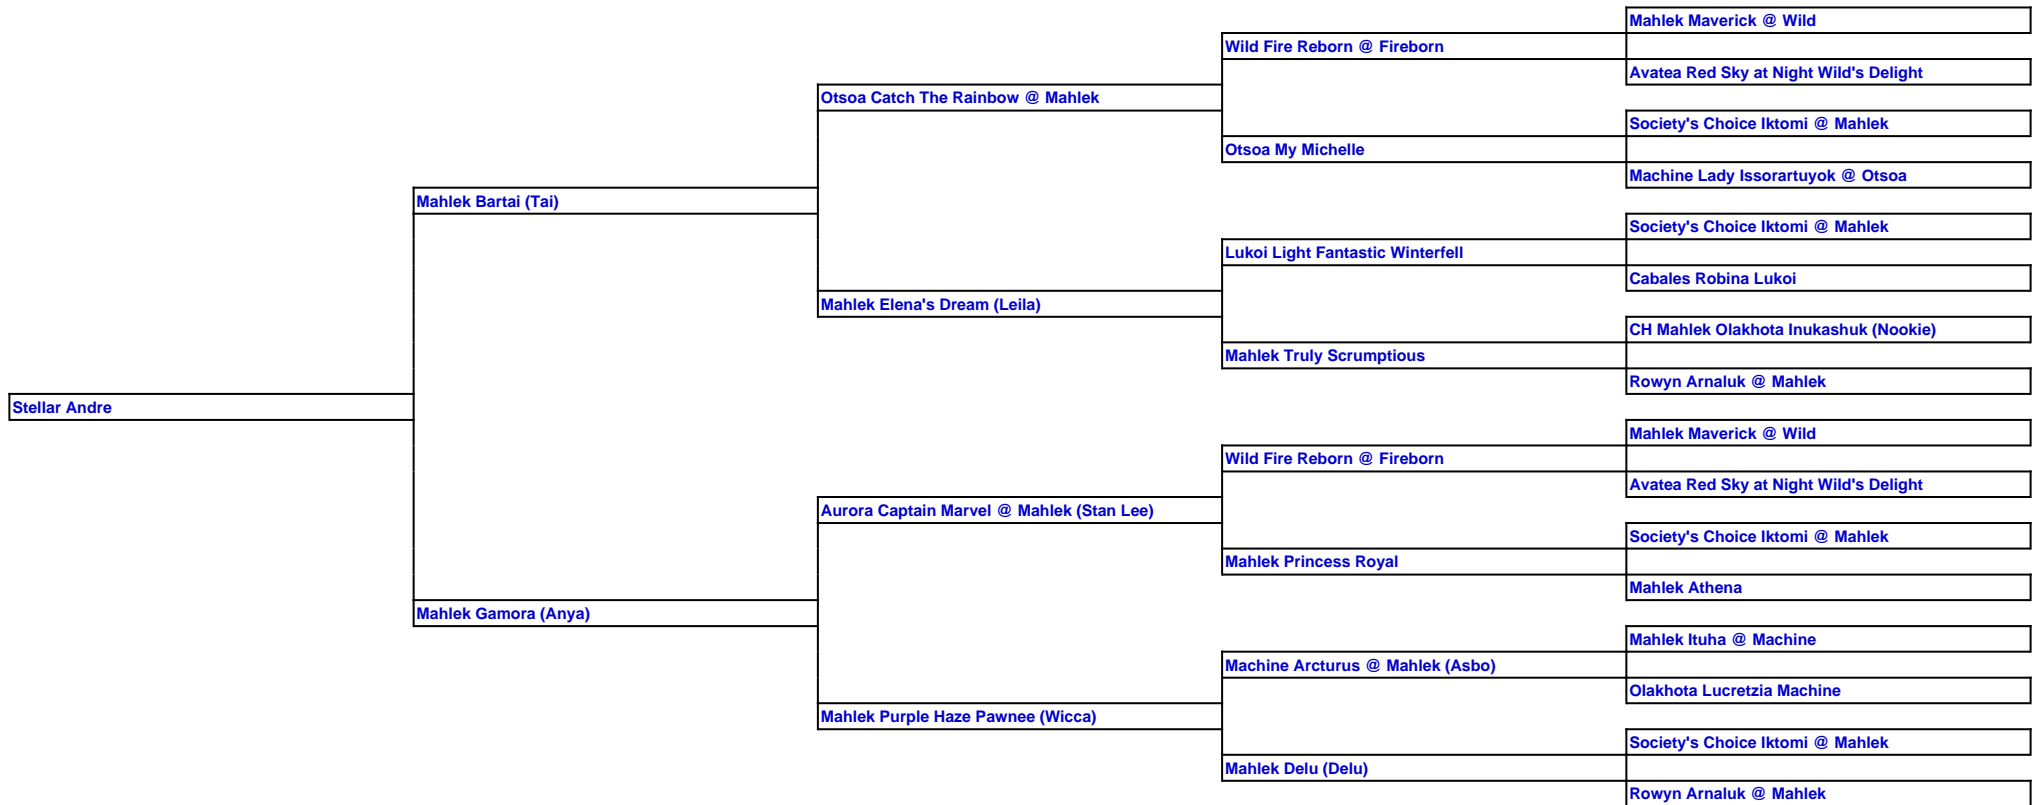 Mahlek Maverick @ Wild
Wild Fire Reborn @ Fireborn
Avatea Red Sky at Night Wild's Delight
Otsoa Catch The Rainbow @ Mahlek
Society's Choice Iktomi @ Mahlek
Otsoa My Michelle
Machine Lady Issorartuyok @ Otsoa
Mahlek Bartai (Tai)
Society's Choice Iktomi @ Mahlek
Lukoi Light Fantastic Winterfell
Cabales Robina Lukoi
Mahlek Elena's Dream (Leila)
CH Mahlek Olakhota Inukashuk (Nookie)
Mahlek Truly Scrumptious
Rowyn Arnaluk @ Mahlek
Stellar Andre
Mahlek Maverick @ Wild
Wild Fire Reborn @ Fireborn
Avatea Red Sky at Night Wild's Delight
Aurora Captain Marvel @ Mahlek (Stan Lee)
Society's Choice Iktomi @ Mahlek
Mahlek Princess Royal
Mahlek Athena
Mahlek Gamora (Anya)
Mahlek Ituha @ Machine
Machine Arcturus @ Mahlek (Asbo)
Olakhota Lucretzia Machine
Mahlek Purple Haze Pawnee (Wicca)
Society's Choice Iktomi @ Mahlek
Mahlek Delu (Delu)
Rowyn Arnaluk @ Mahlek